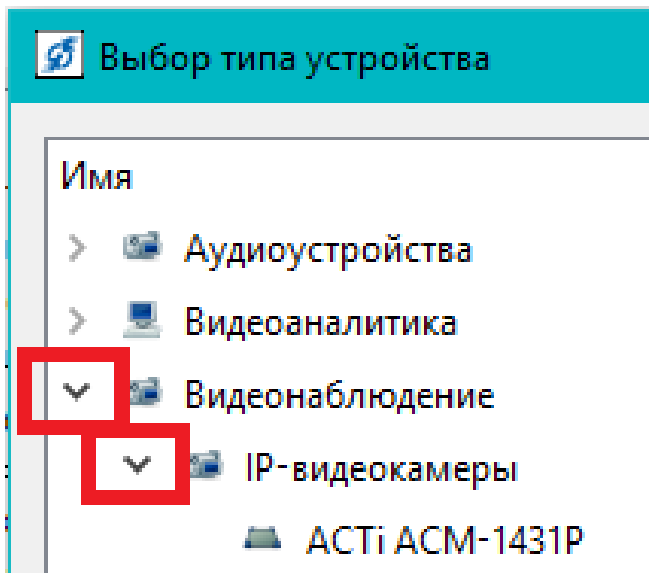 Выбор типа устройства
Имя
Аудиоустройства
Видеоаналитика
Видеонаблюдение
IP-видеокамеры
ACTi ACM-1431P